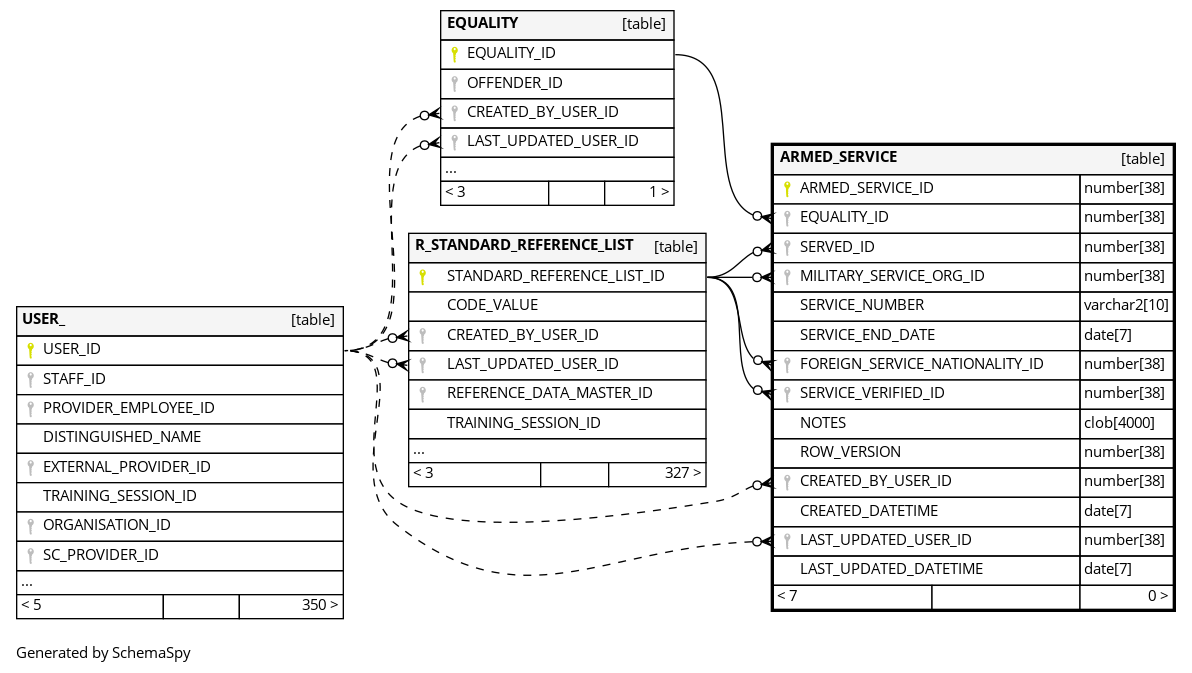 EQUALITY [table]
EQUALITY_ID
OFFENDER_ID
CREATED_BY_USER_ID
LAST_UPDATED_USER_ID
...
< 3 1 >
R_STANDARD_REFERENCE_LIST [table]
STANDARD_REFERENCE_LIST_ID
CODE_VALUE
CREATED_BY_USER_ID
LAST_UPDATED_USER_ID
REFERENCE_DATA_MASTER_ID
TRAINING_SESSION_ID
...
< 3 327 >
USER_ [table]
USER_ID
STAFF_ID
PROVIDER_EMPLOYEE_ID
DISTINGUISHED_NAME
EXTERNAL_PROVIDER_ID
TRAINING_SESSION_ID
ORGANISATION_ID
SC_PROVIDER_ID
...
< 5 350 >
ARMED_SERVICE [table]
ARMED_SERVICE_ID number[38]
EQUALITY_ID number[38]
SERVED_ID number[38]
MILITARY_SERVICE_ORG_ID number[38]
SERVICE_NUMBER varchar2[10]
SERVICE_END_DATE date[7]
FOREIGN_SERVICE_NATIONALITY_ID number[38]
SERVICE_VERIFIED_ID number[38]
NOTES clob[4000]
ROW_VERSION number[38]
CREATED_BY_USER_ID number[38]
CREATED_DATETIME date[7]
LAST_UPDATED_USER_ID number[38]
LAST_UPDATED_DATETIME date[7]
< 7 0 >
Generated by SchemaSpy